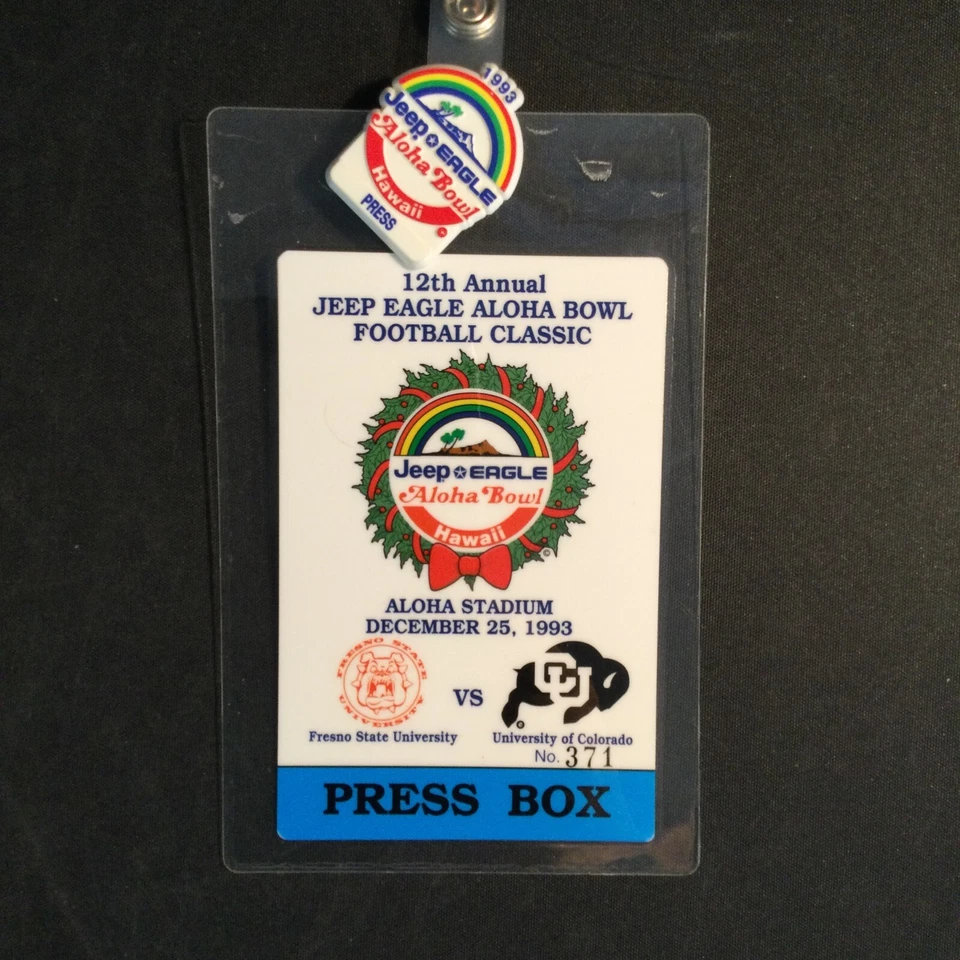 1993
Jeep EAGLE
Aloha Bowl
Hawaii
PRESS
12th Annual
JEEP EAGLE ALOHA BOWL
FOOTBALL CLASSIC
Jeep EAGLE
Aloha Bowl
Hawaii
©
ALOHA STADIUM
DECEMBER 25, 1993
FRESNO STATE
UNIVERSITY
VS
CU
©
Fresno State University
University of Colorado
No. 371
PRESS BOX